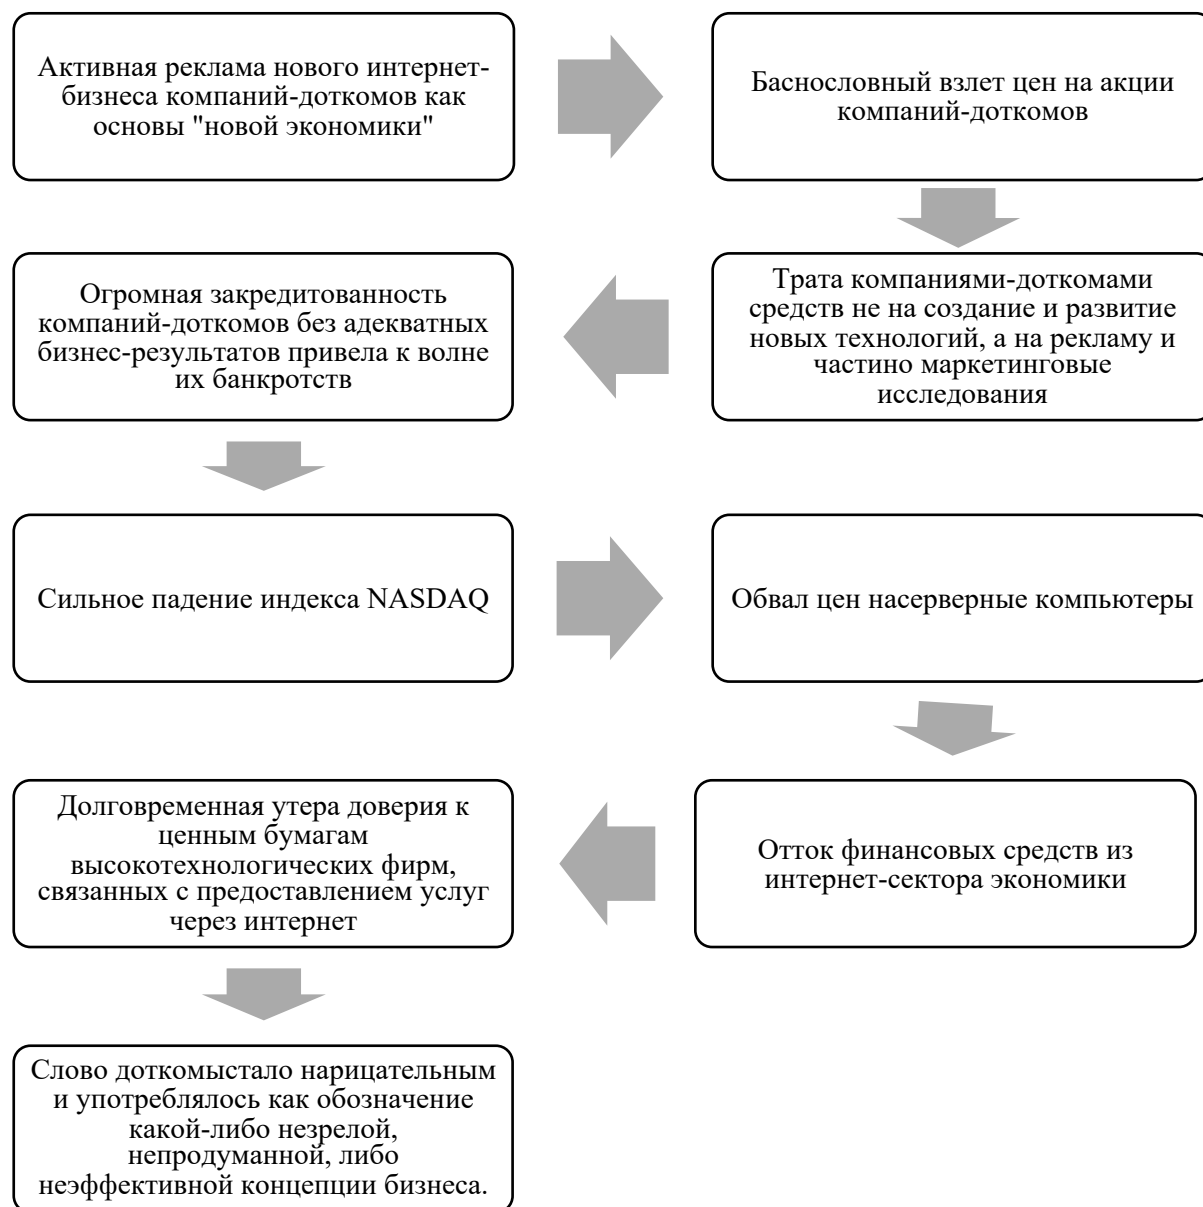 Активная реклама нового интернет-
бизнеса компаний-доткомов как
основы "новой экономики"
Баснословный взлет цен на акции
компаний-доткомов
Трата компаниями-доткомами
средств не на создание и развитие
новых технологий, а на рекламу и
частино маркетинговые
исследования
Огромная закредитованность
компаний-доткомов без адекватных
бизнес-результатов привела к волне
их банкротств
Сильное падение индекса NASDAQ
Обвал цен насерверные компьютеры
Отток финансовых средств из
интернет-сектора экономики
Долговременная утера доверия к
ценным бумагам
высокотехнологических фирм,
связанных с предоставлением услуг
через интернет
Слово доткомыстало нарицательным
и употреблялось как обозначение
какой-либо незрелой,
непродуманной, либо
неэффективной концепции бизнеса.